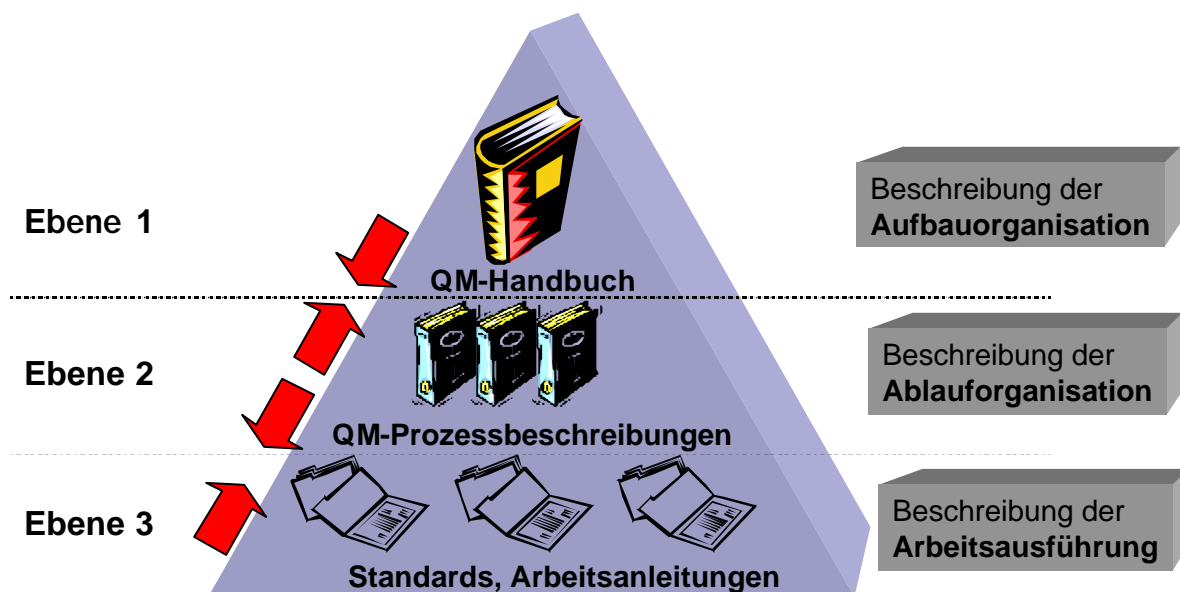 Ebene 1
QM-Handbuch
Beschreibung der
Aufbauorganisation
Ebene 2
QM-Prozessbeschreibungen
Beschreibung der
Ablauforganisation
Ebene 3
Standards, Arbeitsanleitungen
Beschreibung der
Arbeitsausführung